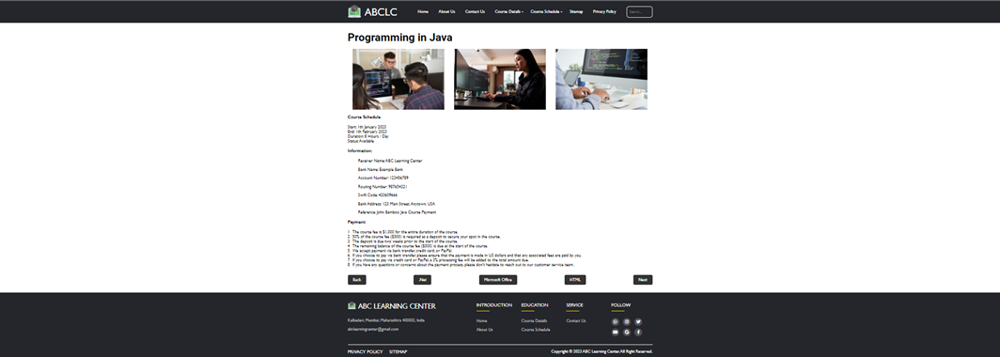 ABCLC
Home About Us Contact Us Course Details Course Schedule Sitemap Privacy Policy Search...
Programming in Java
Course Schedule
Start: 1th January 2023
End: 1th February 2023
Duration: 8 Hours / Day
Status: Available
Information:
Receiver Name: ABC Learning Center
Bank Name: Example Bank
Account Number: 123456789
Routing Number: 987654321
Swift Code: 420609666
Bank Address: 123 Main Street, Anytown, USA
Reference: John Bamboo Java Course Payment
Payment:
1 The course fee is $1,000 for the entire duration of the course.
2 50% of the course fee ($500) is required as a deposit to secure your spot in the course.
3 The deposit is due two weeks prior to the start of the course.
4 The remaining balance of the course fee ($500) is due at the start of the course.
5 We accept payment via bank transfer, credit card, or PayPal.
6 If you choose to pay via bank transfer, please ensure that the payment is made in US dollars and that any associated fees are paid by you.
7 If you choose to pay via credit card or PayPal, a 3% processing fee will be added to the total amount due.
8 If you have any questions or concerns about the payment process, please don't hesitate to reach out to our customer service team.
Back .Net Microsoft Office HTML Next
ABC LEARNING CENTER INTRODUCTION EDUCATION SERVICE FOLLOW
Kalbadevi, Mumbai, Maharashtra 400002, India Home Course Details Contact Us
abclearningcenter@gmail.com About Us Course Schedule
PRIVACY POLICY SITEMAP Copyright © 2023 ABC Learning Center. All Right Reserved.